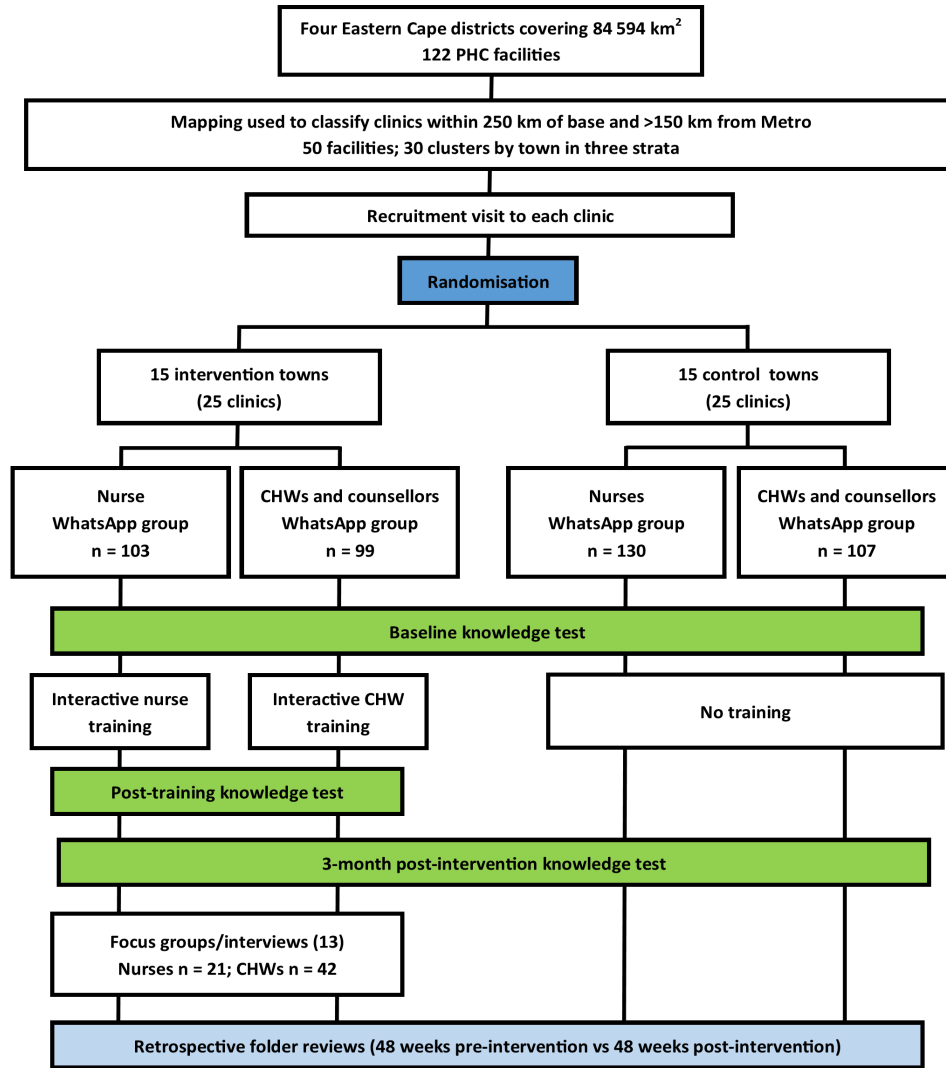 Four Eastern Cape districts covering 84 594 km²
122 PHC facilities
Mapping used to classify clinics within 250 km of base and >150 km from Metro
50 facilities; 30 clusters by town in three strata
Recruitment visit to each clinic
Randomisation
15 intervention towns
(25 clinics)
15 control towns
(25 clinics)
Nurse
WhatsApp group
n = 103
CHWs and counsellors
WhatsApp group
n = 99
Nurses
WhatsApp group
n = 130
CHWs and counsellors
WhatsApp group
n = 107
Baseline knowledge test
Interactive nurse
training
Interactive CHW
training
No training
Post-training knowledge test
3-month post-intervention knowledge test
Focus groups/interviews (13)
Nurses n = 21; CHWs n = 42
Retrospective folder reviews (48 weeks pre-intervention vs 48 weeks post-intervention)